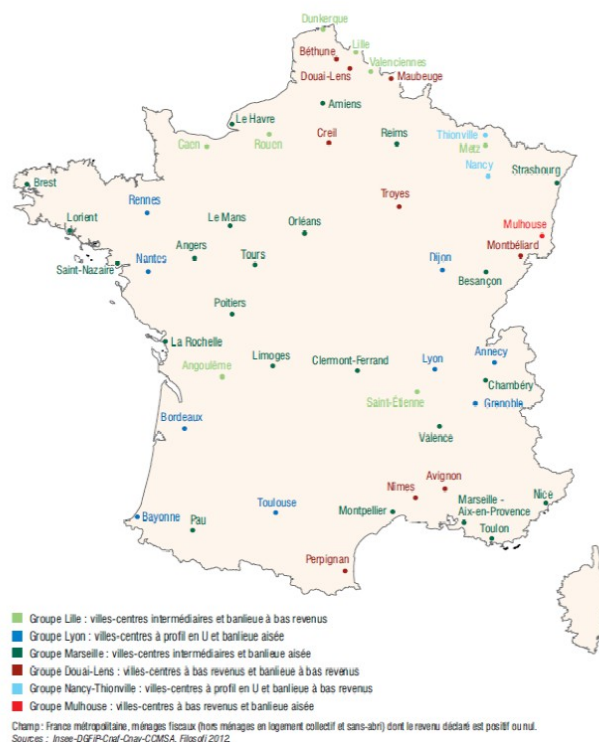 Dunkerque
Lille
Béthune
Valenciennes
Douai-Lens
Maubeuge
Amiens
Le Havre
Caen
Rouen
Creil
Reims
Thionville
Metz
Nancy
Strasbourg
Brest
Rennes
Troyes
Lorient
Le Mans
Orléans
Mulhouse
Montbéliard
Angers
Tours
Saint-Nazaire
Nantes
Dijon
Besançon
Poitiers
La Rochelle
Limoges
Clermont-Ferrand
Lyon
Annecy
Angoulême
Chambéry
Saint-Étienne
Grenoble
Bordeaux
Valence
Nîmes
Avignon
Bayonne
Pau
Toulouse
Montpellier
Marseille -
Aix-en-Provence
Nice
Toulon
Perpignan
Groupe Lille : villes-centres intermédiaires et banlieue à bas revenus
Groupe Lyon : villes-centres à profil en U et banlieue aisée
Groupe Marseille : villes-centres intermédiaires et banlieue aisée
Groupe Douai-Lens : villes-centres à bas revenus et banlieue à bas revenus
Groupe Nancy-Thionville : villes-centres à profil en U et banlieue à bas revenus
Groupe Mulhouse : villes-centres à bas revenus et banlieue aisée
Champ : France métropolitaine, ménages fiscaux (hors ménages en logement collectif et sans-abri) dont le revenu déclaré est positif ou nul.
Sources : Insee-DGFiP-Cnaf-Cnav-CCMSA, Filosofi 2012.